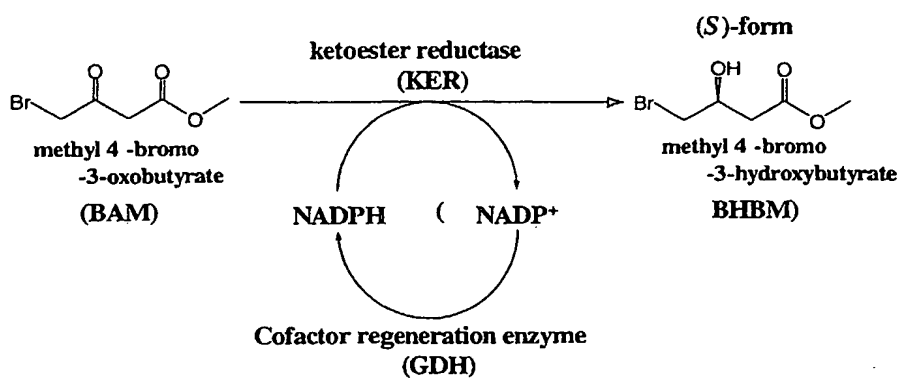 (S)-form
ketoester reductase
(KER)
O
O
Br
O
OH
O
Br
O
methyl 4 -bromo
-3-oxobutyrate
(BAM)
methyl 4 -bromo
-3-hydroxybutyrate
BHBM)
NADPH ( NADP+
Cofactor regeneration enzyme
(GDH)